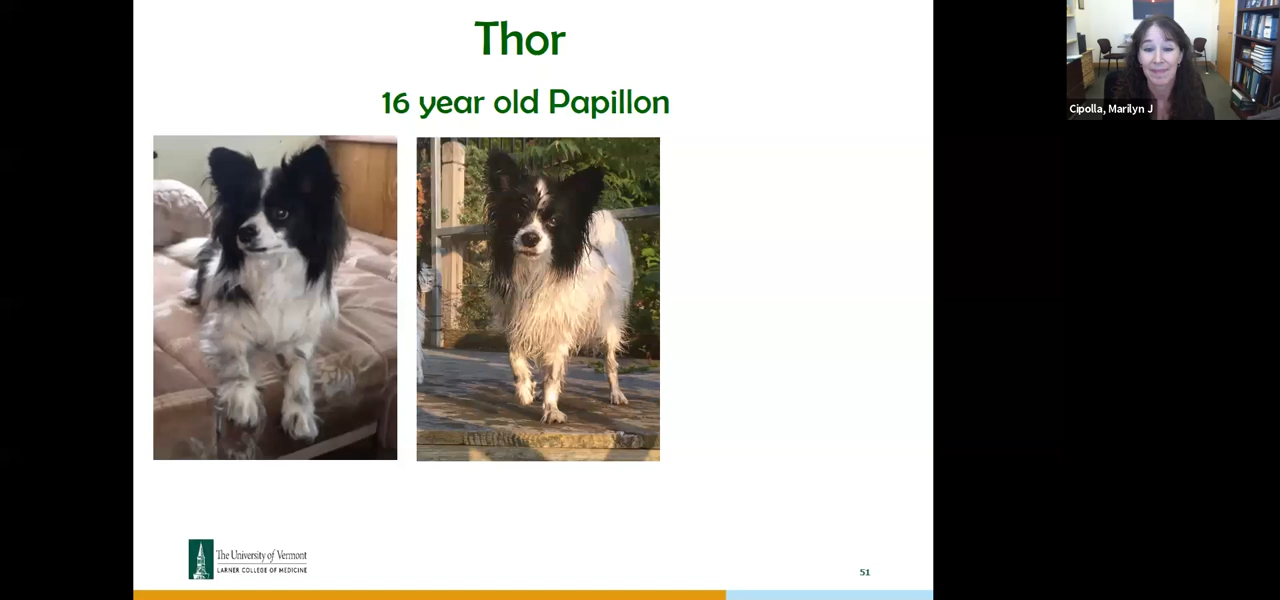 Thor
16 year old Papillon
Cipolla, Marilyn J
The University of Vermont
LARNER COLLEGE OF MEDICINE
51